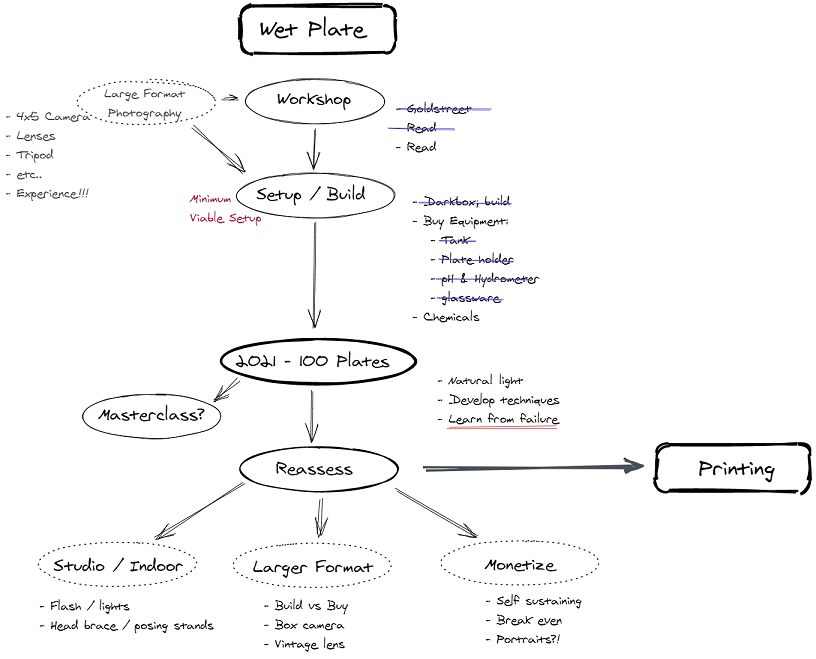 Wet Plate
Large Format
Photography
- 4x5 Camera
- Lenses
- Tripod
- etc..
- Experience!!!
Workshop
- Goldstreet
- Read
- Read
Setup / Build
Minimum
Viable Setup
- Darkbox; build
- Buy Equipment:
- Tank
- Plate holder
- pH & Hydrometer
- glassware
- Chemicals
2021 - 100 Plates
- Natural light
- Develop techniques
- Learn from failure
Masterclass?
Reassess
Printing
Studio / Indoor
- Flash / lights
- Head brace / posing stands
Larger Format
- Build vs Buy
- Box camera
- Vintage lens
Monetize
- Self sustaining
- Break even
- Portraits?!